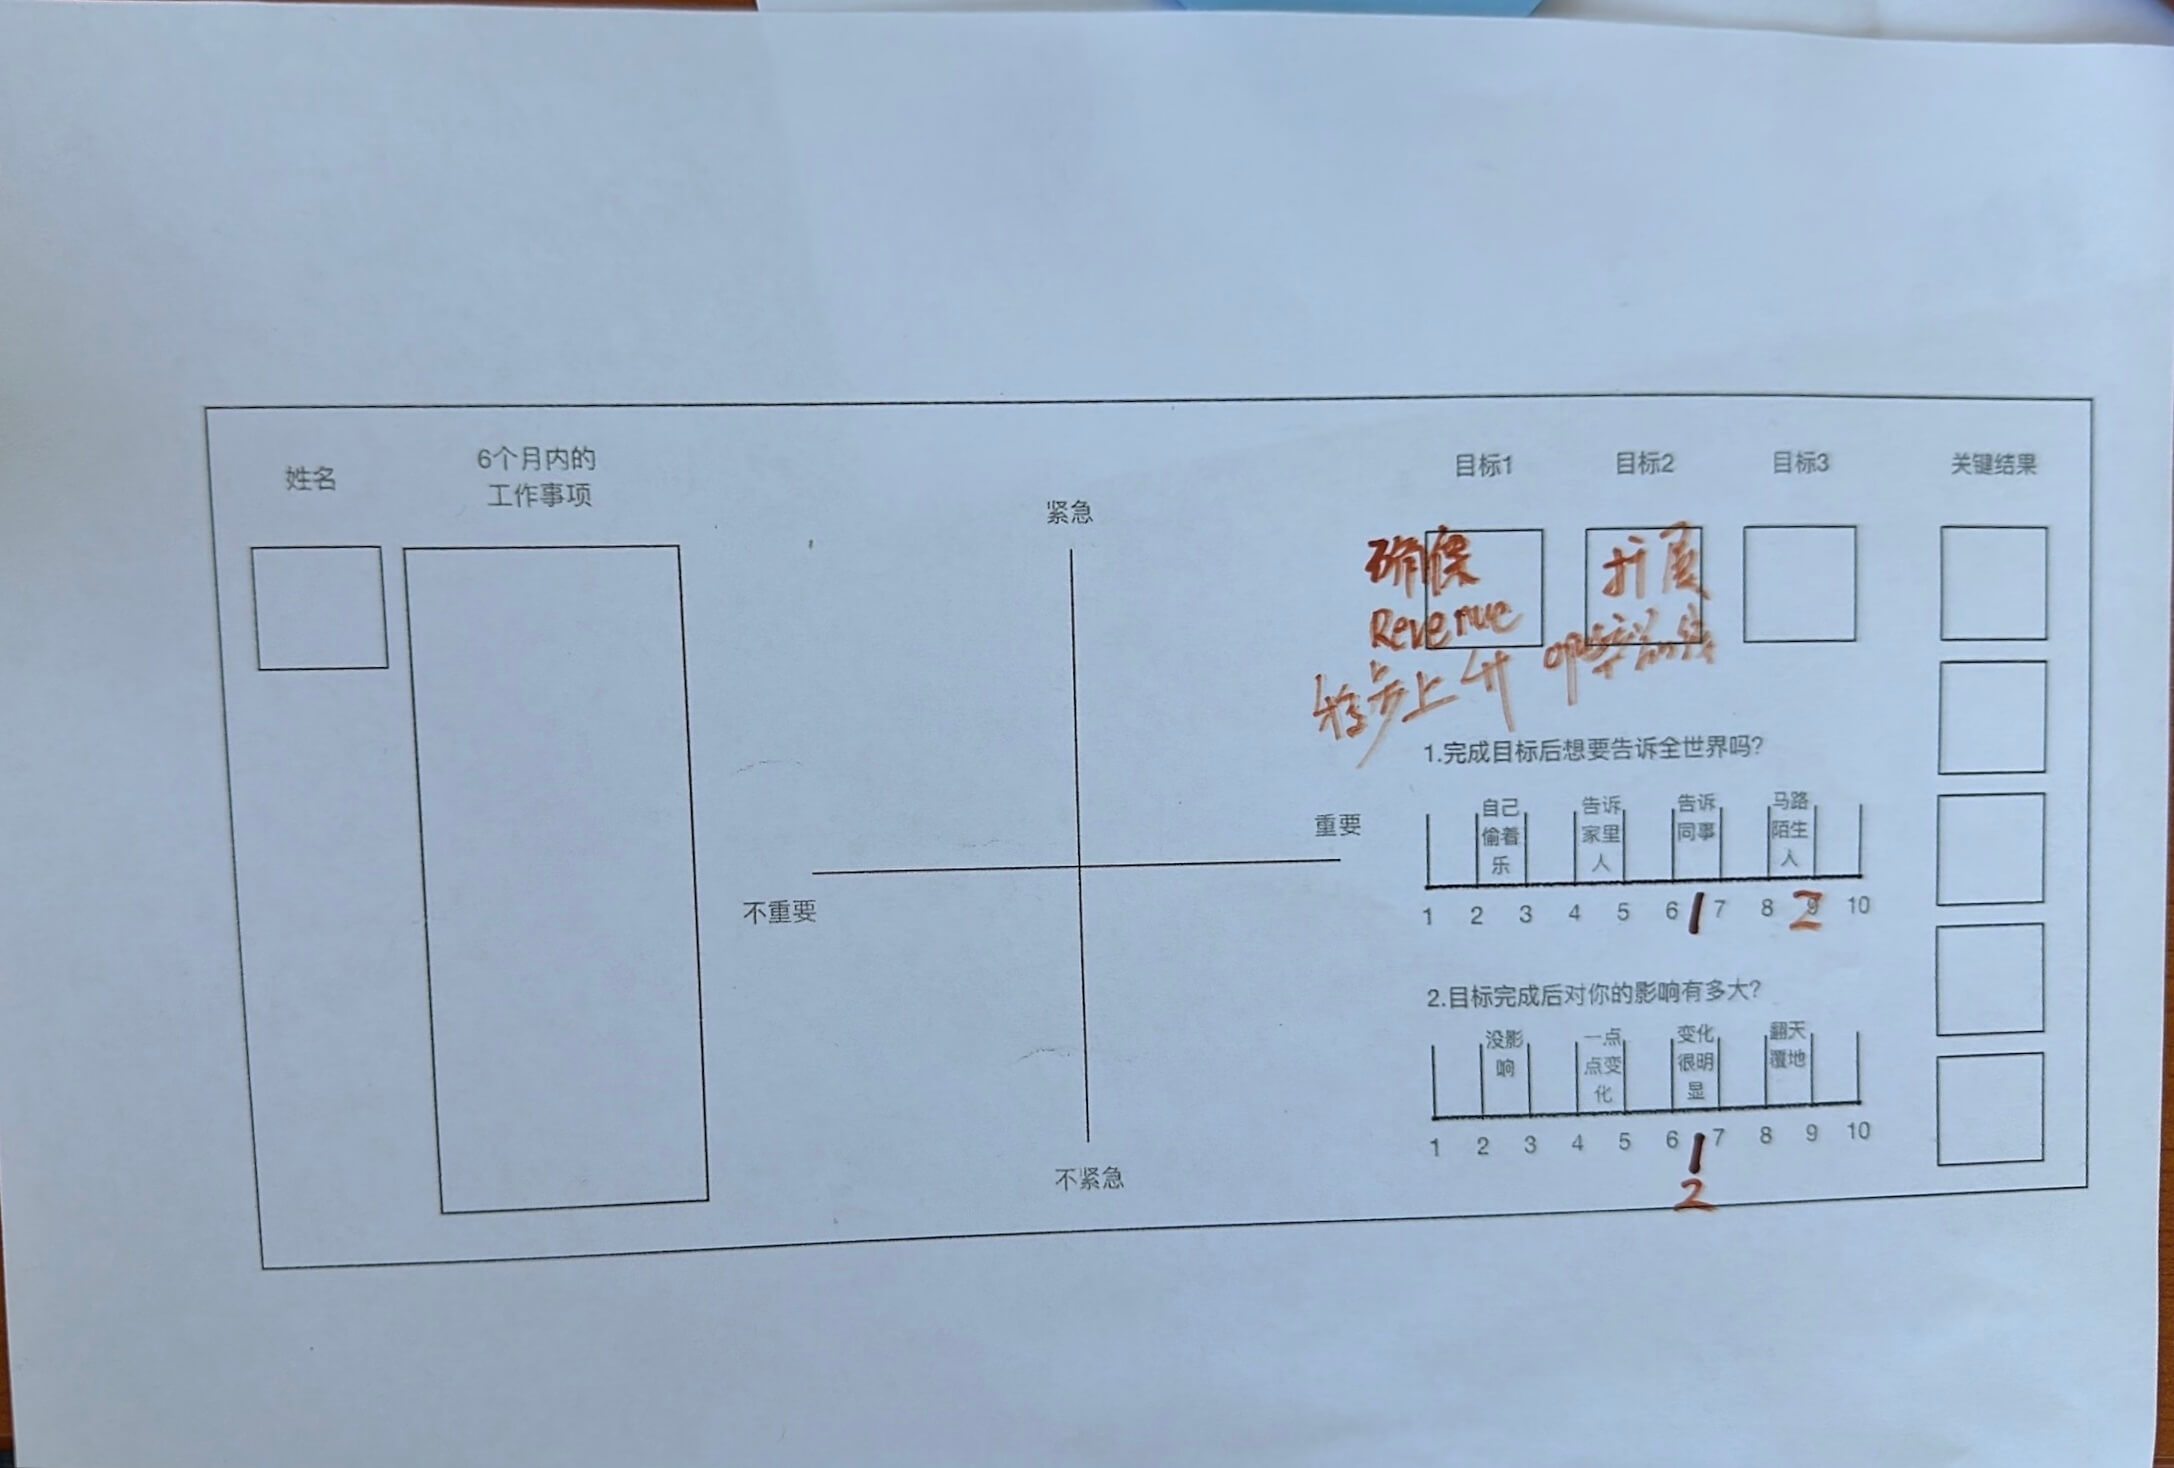 姓名
6个月内的
工作事项
紧急
重要
不重要
不紧急
目标1 目标2 目标3 关键结果
确保
Revenue
稳步上升
扩展
1.完成目标后想要告诉全世界吗?
自己
偷着
乐
告诉
家里
人
告诉
同事
马路
陌生
人
1 2 3 4 5 6 1 7 8 9 2 10
2.目标完成后对你的影响有多大?
没影
响
一点
点变
化
变化
很明
显
翻天
覆地
1 2 3 4 5 6 1 7 8 9 10
2